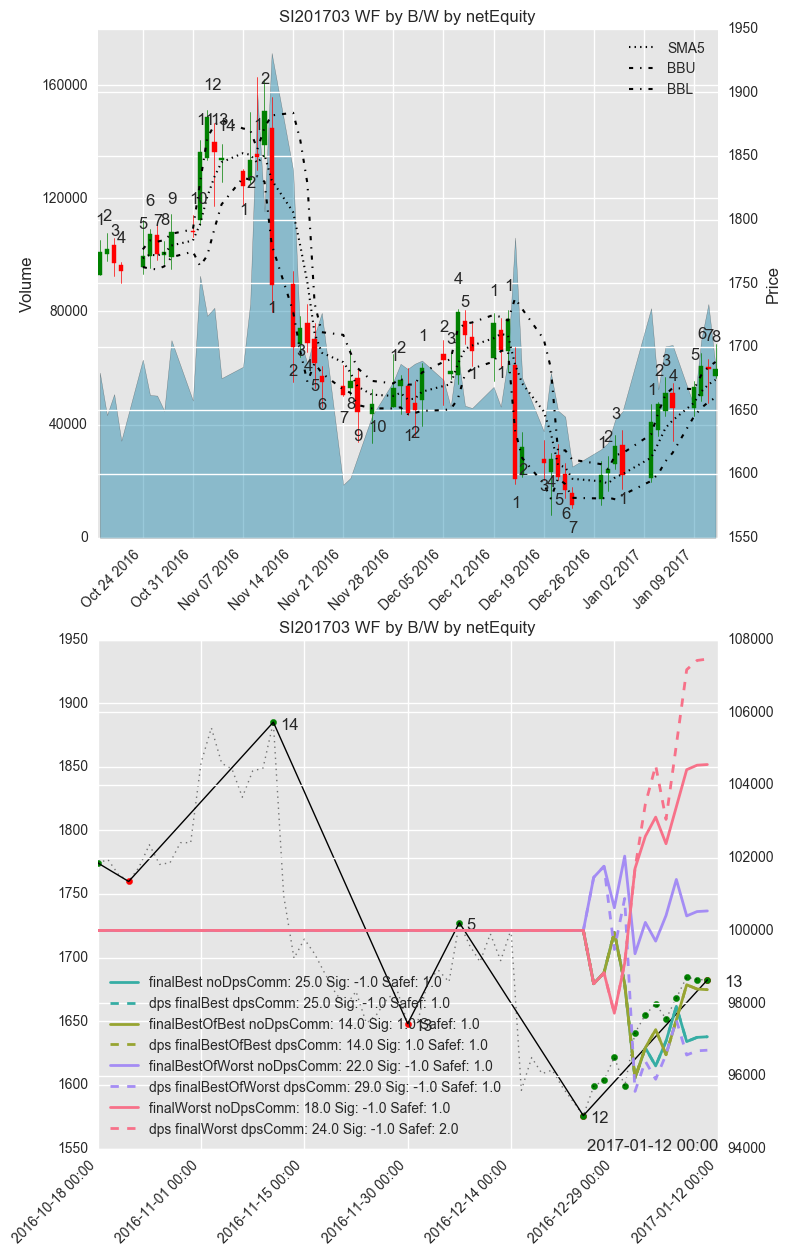 SI201703 WF by B/W by netEquity
SMA5
BBU
BBL
160000
120000
80000
40000
0
Volume
1950
1900
1850
1800
1750
1700
1650
1600
1550
Price
Oct 24 2016
Oct 31 2016
Nov 07 2016
Nov 14 2016
Nov 21 2016
Nov 28 2016
Dec 05 2016
Dec 12 2016
Dec 19 2016
Dec 26 2016
Jan 02 2017
Jan 09 2017
SI201703 WF by B/W by netEquity
1950
1900
1850
1800
1750
1700
1650
1600
1550
108000
106000
104000
102000
100000
98000
96000
94000
14
5
13
12
13
finalBest noDpsComm: 25.0 Sig: -1.0 Safef: 1.0
dps finalBest dpsComm: 25.0 Sig: -1.0 Safef: 1.0
finalBestOfBest noDpsComm: 14.0 Sig: 1.0 Safef: 1.0
dps finalBestOfBest dpsComm: 14.0 Sig: 1.0 Safef: 1.0
finalBestOfWorst noDpsComm: 22.0 Sig: -1.0 Safef: 1.0
dps finalBestOfWorst dpsComm: 29.0 Sig: -1.0 Safef: 1.0
finalWorst noDpsComm: 18.0 Sig: -1.0 Safef: 1.0
dps finalWorst dpsComm: 24.0 Sig: -1.0 Safef: 2.0
2017-01-12 00:00
2016-10-18 00:00
2016-11-01 00:00
2016-11-15 00:00
2016-11-30 00:00
2016-12-14 00:00
2016-12-29 00:00
2017-01-12 00:00